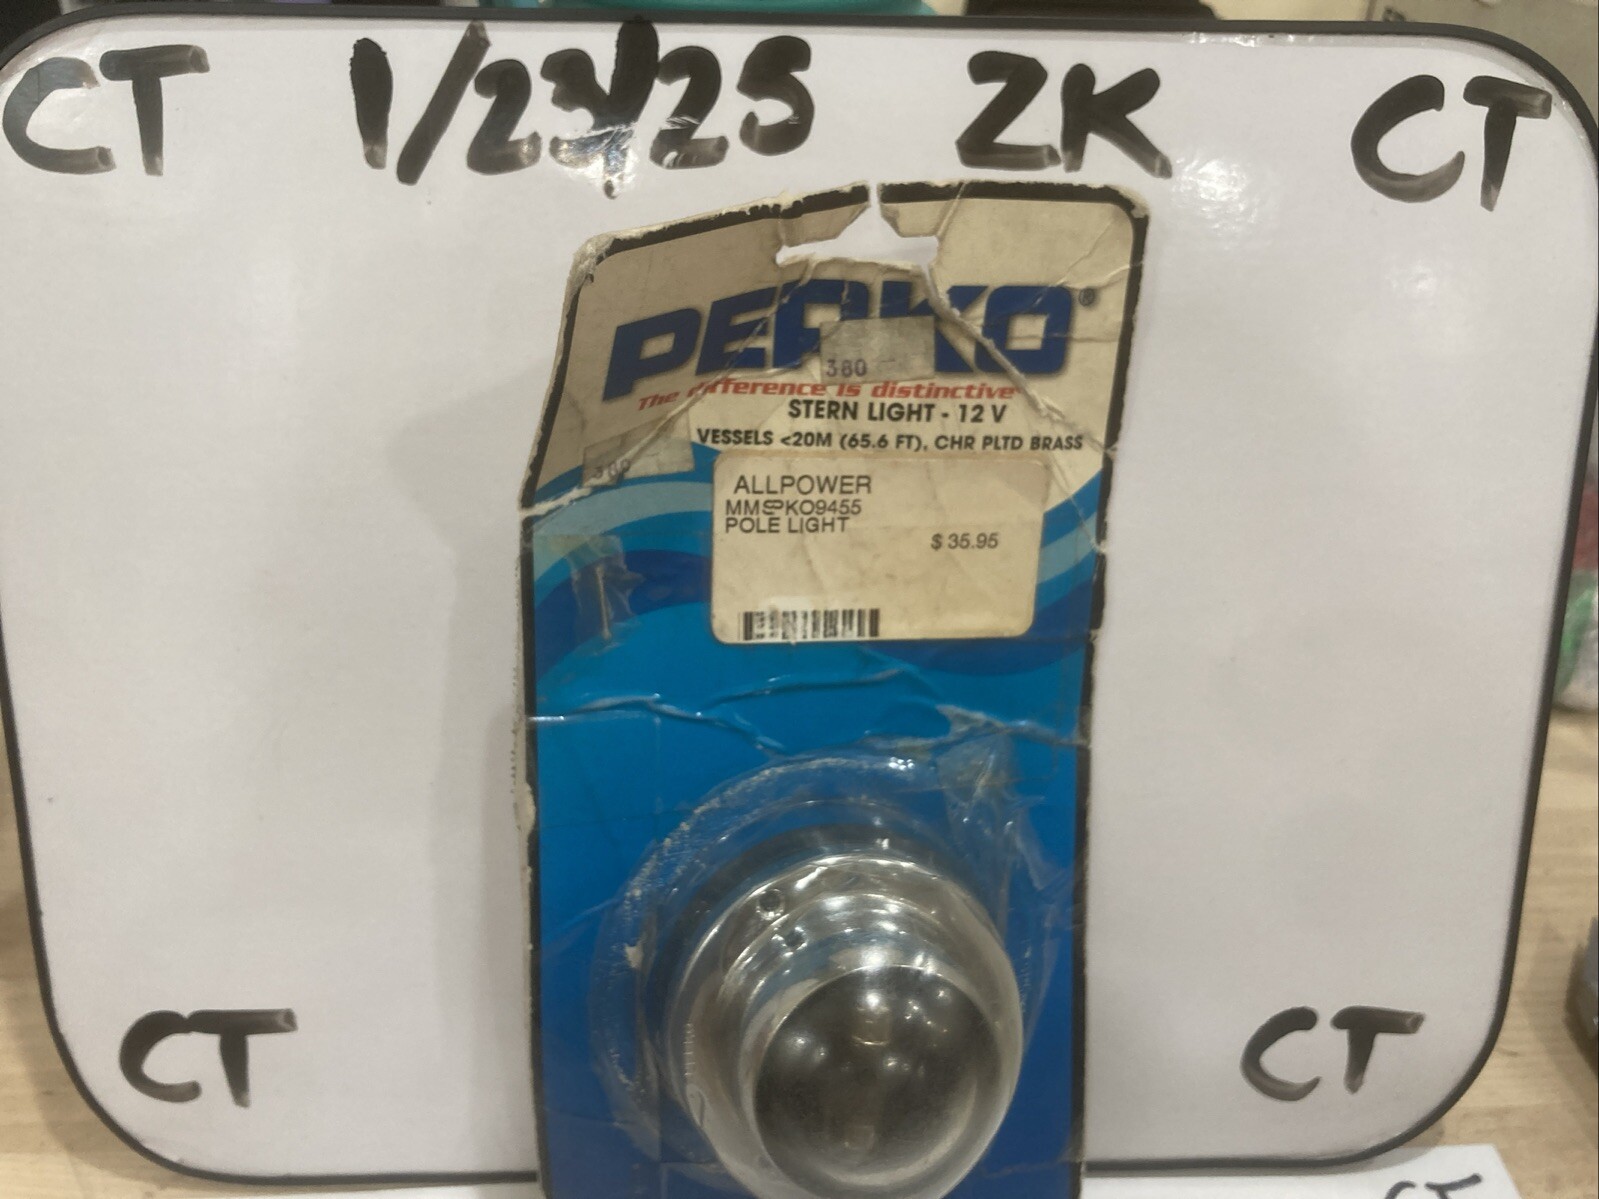 CT 1/23/25 ZK CT
PERKO®
380
The difference is distinctive
STERN LIGHT - 12 V
VESSELS <20M (65.6 FT), CHR PLTD BRASS
380
ALLPOWER
POLE LIGHT
$ 35.95
CT CT